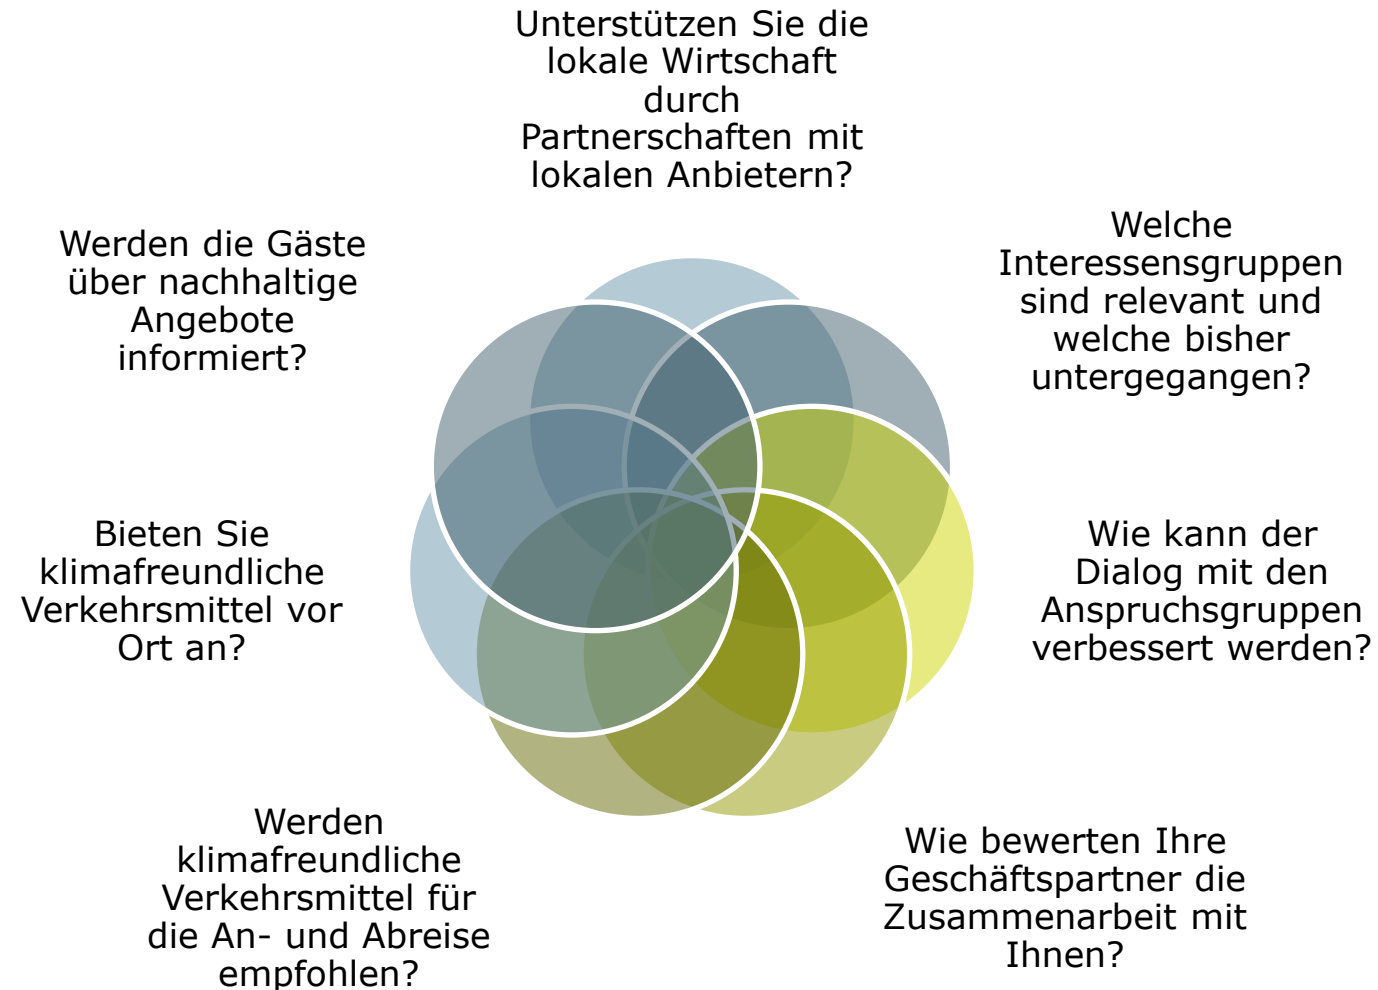 Unterstützen Sie die
lokale Wirtschaft
durch
Partnerschaften mit
lokalen Anbietern?
Welche
Interessensgruppen
sind relevant und
welche bisher
untergegangen?
Wie kann der
Dialog mit den
Anspruchsgruppen
verbessert werden?
Wie bewerten Ihre
Geschäftspartner die
Zusammenarbeit mit
Ihnen?
Werden
klimafreundliche
Verkehrsmittel für
die An- und Abreise
empfohlen?
Bieten Sie
klimafreundliche
Verkehrsmittel vor
Ort an?
Werden die Gäste
über nachhaltige
Angebote
informiert?